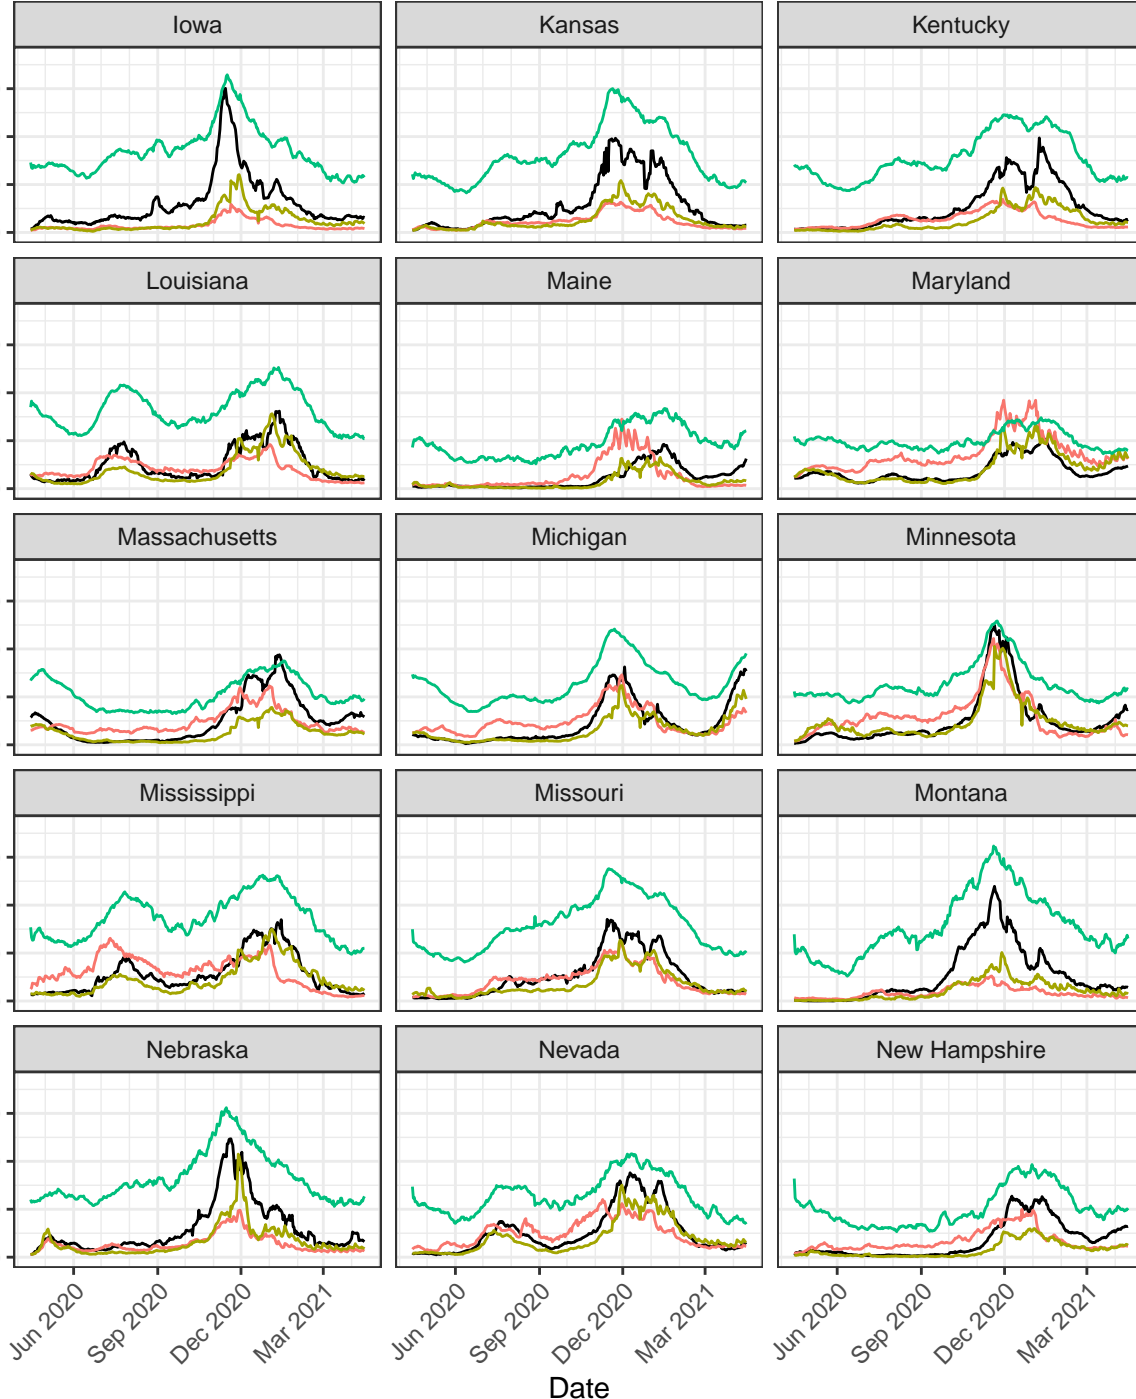 Iowa Kansas Kentucky
Louisiana Maine Maryland
Massachusetts Michigan Minnesota
Mississippi Missouri Montana
Nebraska Nevada New Hampshire
Jun 2020 Sep 2020 Dec 2020 Mar 2021 Jun 2020 Sep 2020 Dec 2020 Mar 2021 Jun 2020 Sep 2020 Dec 2020 Mar 2021
Date